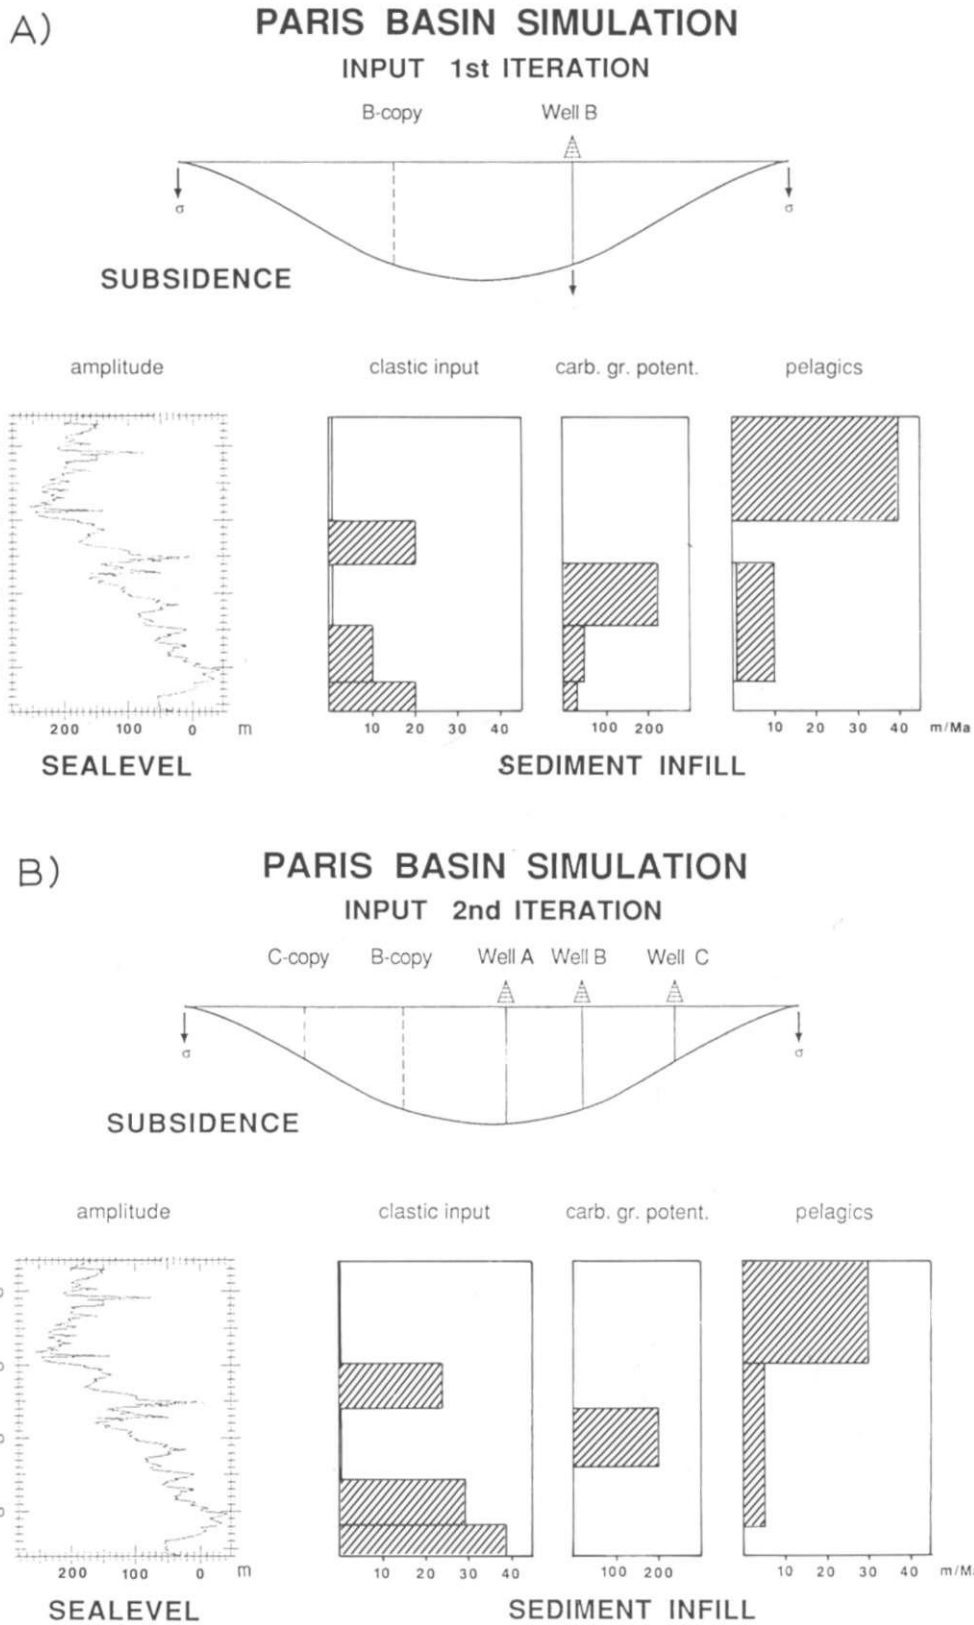 A)
PARIS BASIN SIMULATION
INPUT 1st ITERATION
B-copy Well B
σ σ
SUBSIDENCE
amplitude clastic input carb. gr. potent. pelagics
200 100 0 m 10 20 30 40 100 200 10 20 30 40 m/Ma
SEALEVEL SEDIMENT INFILL
B)
PARIS BASIN SIMULATION
INPUT 2nd ITERATION
C-copy B-copy Well A Well B Well C
σ σ
SUBSIDENCE
amplitude clastic input carb. gr. potent. pelagics
200 100 0 m 10 20 30 40 100 200 10 20 30 40 m/Ma
SEALEVEL SEDIMENT INFILL